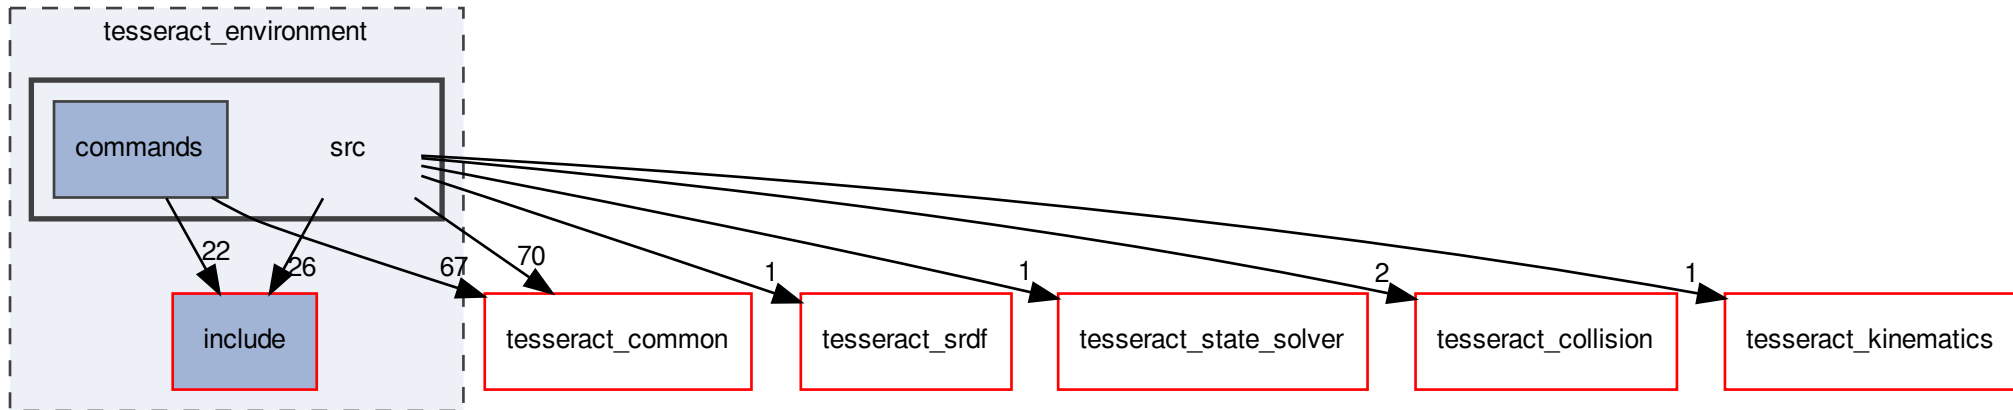 tesseract_environment
commands
src
22
26
67
70
1
1
2
1
include
tesseract_common
tesseract_srdf
tesseract_state_solver
tesseract_collision
tesseract_kinematics